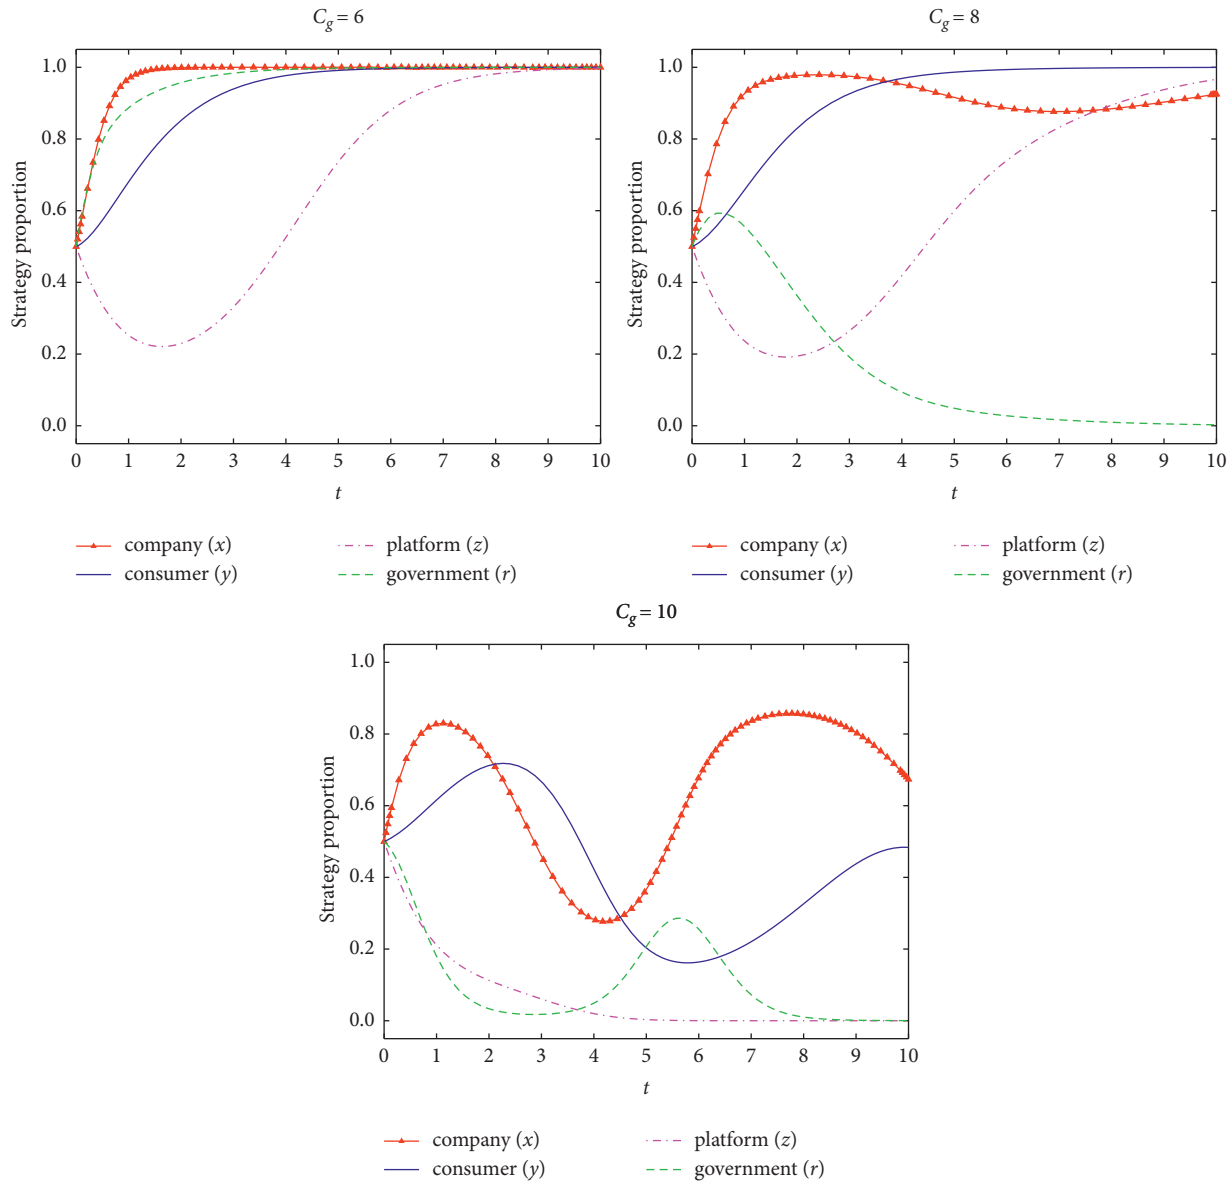 C_g = 6
Strategy proportion
1.0
0.8
0.6
0.4
0.2
0.0
0 1 2 3 4 5 6 7 8 9 10
t
company (x)
consumer (y)
platform (z)
government (r)
C_g = 8
Strategy proportion
1.0
0.8
0.6
0.4
0.2
0.0
0 1 2 3 4 5 6 7 8 9 10
t
company (x)
consumer (y)
platform (z)
government (r)
C_g = 10
Strategy proportion
1.0
0.8
0.6
0.4
0.2
0.0
0 1 2 3 4 5 6 7 8 9 10
t
company (x)
consumer (y)
platform (z)
government (r)